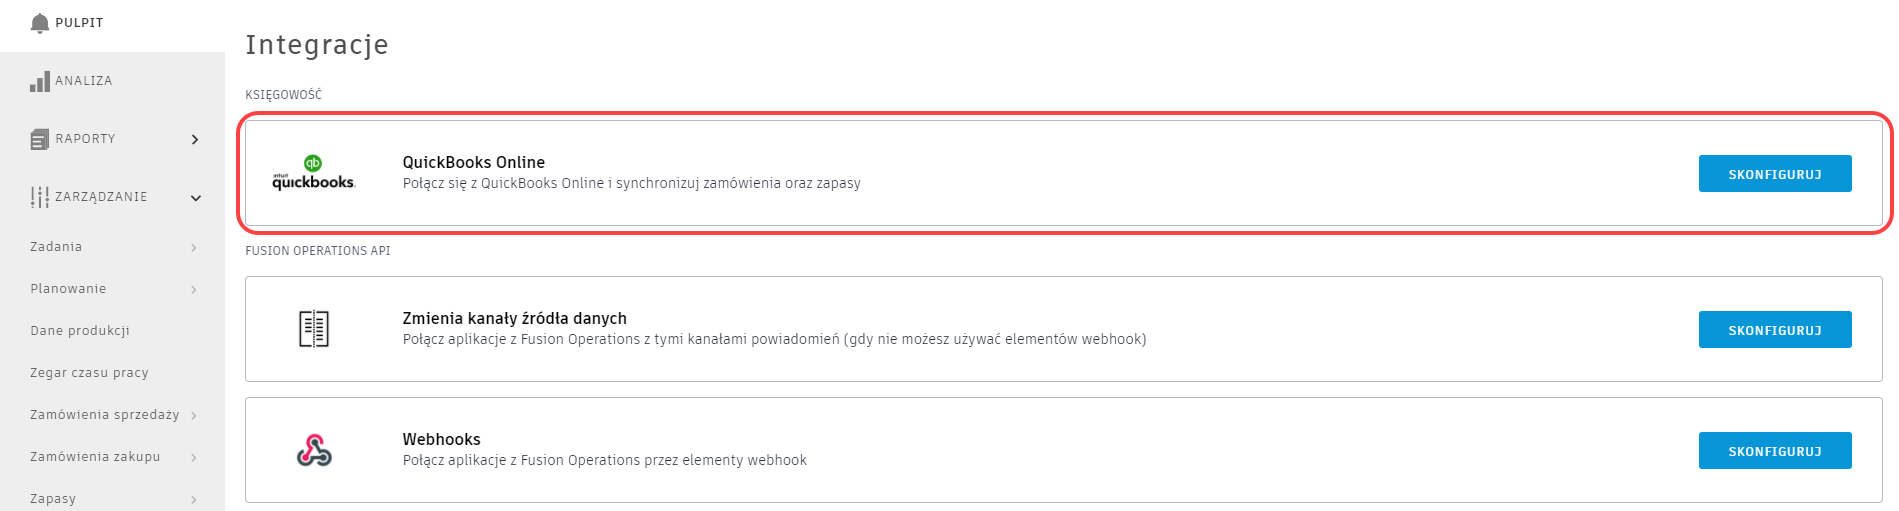 PULPIT
ANALIZA
RAPORTY
ZARZĄDZANIE
Zadania
Planowanie
Dane produkcji
Zegar czasu pracy
Zamówienia sprzedaży
Zamówienia zakupu
Zapasy
Integracje
KSIĘGOWOŚĆ
qb
intuit
quickbooks.
QuickBooks Online
Połącz się z QuickBooks Online i synchronizuj zamówienia oraz zapasy
SKONFIGURUJ
FUSION OPERATIONS API
Zmienia kanały źródła danych
Połącz aplikacje z Fusion Operations z tymi kanałami powiadomień (gdy nie możesz używać elementów webhook)
SKONFIGURUJ
Webhooks
Połącz aplikacje z Fusion Operations przez elementy webhook
SKONFIGURUJ